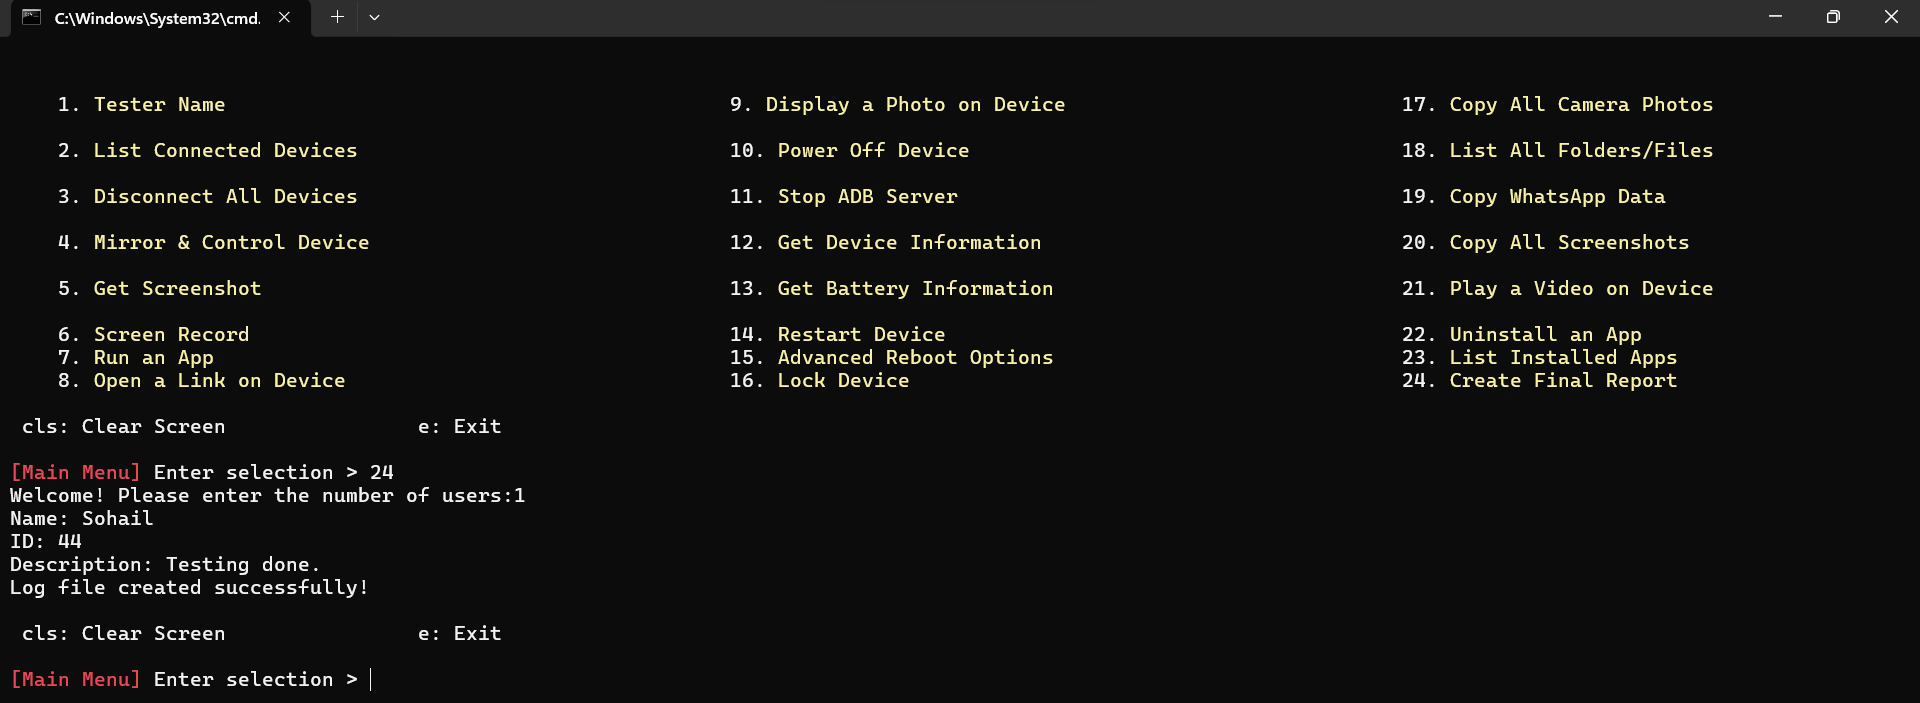 C:\Windows\System32\cmd.
1. Tester Name 9. Display a Photo on Device 17. Copy All Camera Photos
2. List Connected Devices 10. Power Off Device 18. List All Folders/Files
3. Disconnect All Devices 11. Stop ADB Server 19. Copy WhatsApp Data
4. Mirror & Control Device 12. Get Device Information 20. Copy All Screenshots
5. Get Screenshot 13. Get Battery Information 21. Play a Video on Device
6. Screen Record 14. Restart Device 22. Uninstall an App
7. Run an App 15. Advanced Reboot Options 23. List Installed Apps
8. Open a Link on Device 16. Lock Device 24. Create Final Report
cls: Clear Screen e: Exit
[Main Menu] Enter selection > 24
Welcome! Please enter the number of users:1
Name: Sohail
ID: 44
Description: Testing done.
Log file created successfully!
cls: Clear Screen e: Exit
[Main Menu] Enter selection >